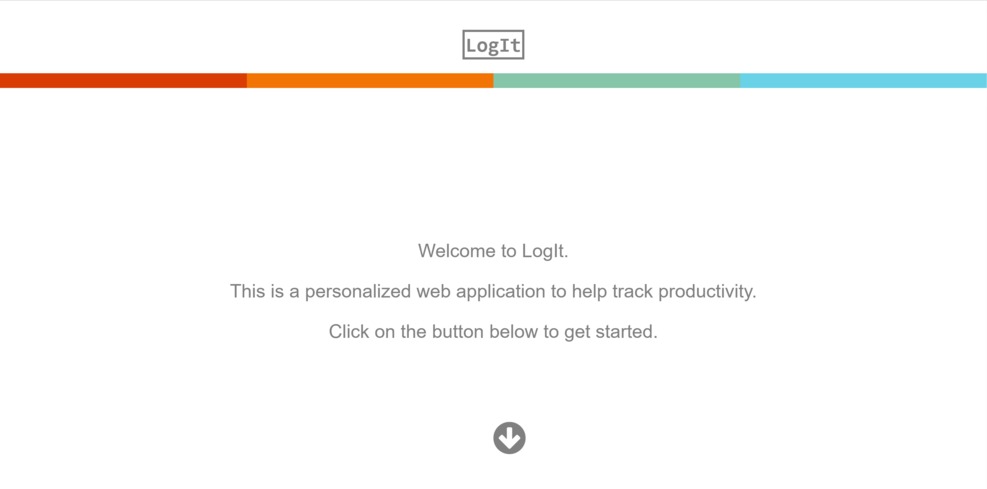 LogIt
Welcome to LogIt.
This is a personalized web application to help track productivity.
Click on the button below to get started.